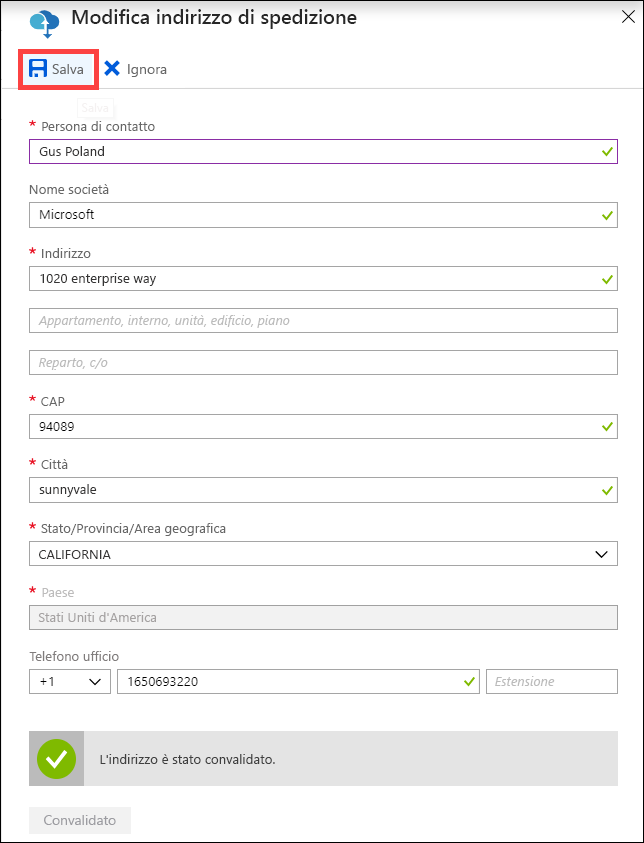 Modifica indirizzo di spedizione
Salva Ignora
Salva
* Persona di contatto
Gus Poland
Nome società
Microsoft
* Indirizzo
1020 enterprise way
Appartamento, interno, unità, edificio, piano
Reparto, c/o
* CAP
94089
* Città
sunnyvale
* Stato/Provincia/Area geografica
CALIFORNIA
* Paese
Stati Uniti d'America
Telefono ufficio
+1 1650693220 Estensione
L'indirizzo è stato convalidato.
Convalidato